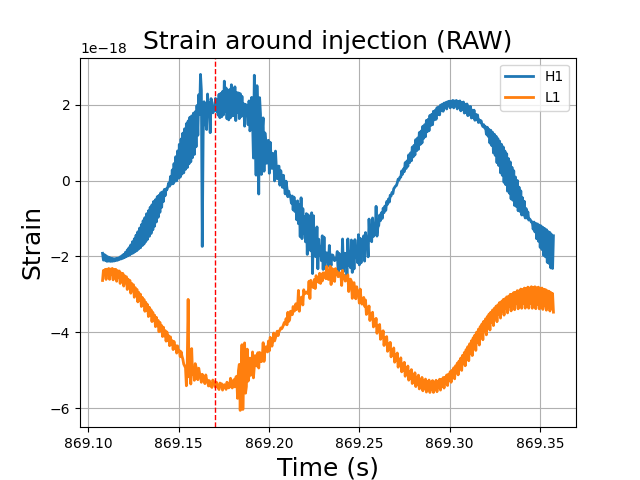 Strain around injection (RAW)
1e−18
H1
L1
2
0
−2
−4
−6
Strain
869.10 869.15 869.20 869.25 869.30 869.35
Time (s)